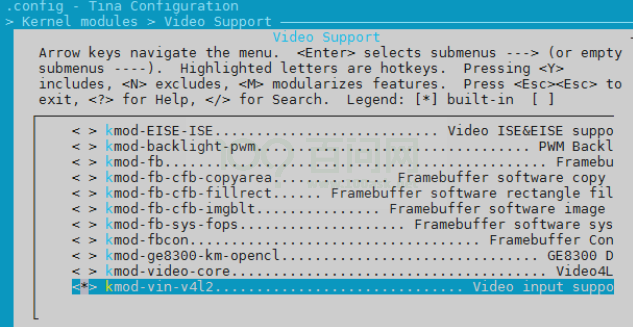 .config - Tina Configuration
> Kernel modules > Video Support
Video Support
Arrow keys navigate the menu.  <Enter> selects submenus ---> (or empty
submenus ----).  Highlighted letters are hotkeys.  Pressing <Y>
includes, <N> excludes, <M> modularizes features.  Press <Esc><Esc> to
exit, <?> for Help, </> for Search.  Legend: [*] built-in  [ ]
< > kmod-EISE-ISE.......................... Video ISE&EISE suppo
< > kmod-backlight-pwm................................ PWM Backl
< > kmod-fb............................................. Framebu
< > kmod-fb-cfb-copyarea.............. Framebuffer software copy
< > kmod-fb-cfb-fillrect...... Framebuffer software rectangle fil
< > kmod-fb-cfb-imgblt............... Framebuffer software image
< > kmod-fb-sys-fops.................... Framebuffer software sys
< > kmod-fbcon.................................... Framebuffer Con
< > kmod-ge8300-km-opencl............................... GE8300 D
< > kmod-video-core...................................... Video4L
<*> kmod-vin-v4l2.............................. Video input suppo
百问网